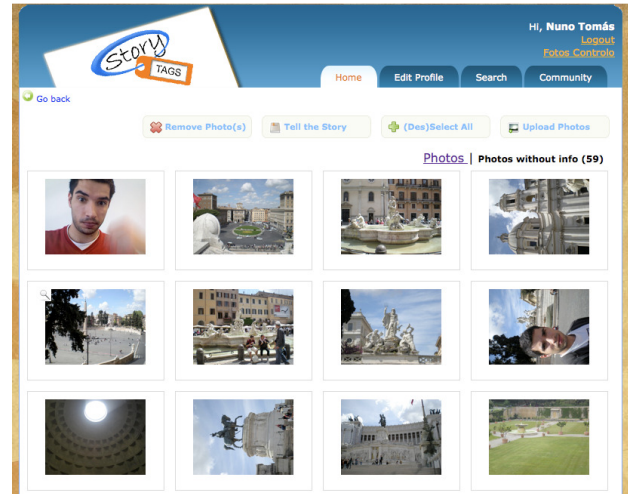 Story
TAGS
Hi, Nuno Tomás
Logout
Fotos Controlo
Home Edit Profile Search Community
Go back
Remove Photo(s) Tell the Story (Des)Select All Upload Photos
Photos | Photos without info (59)